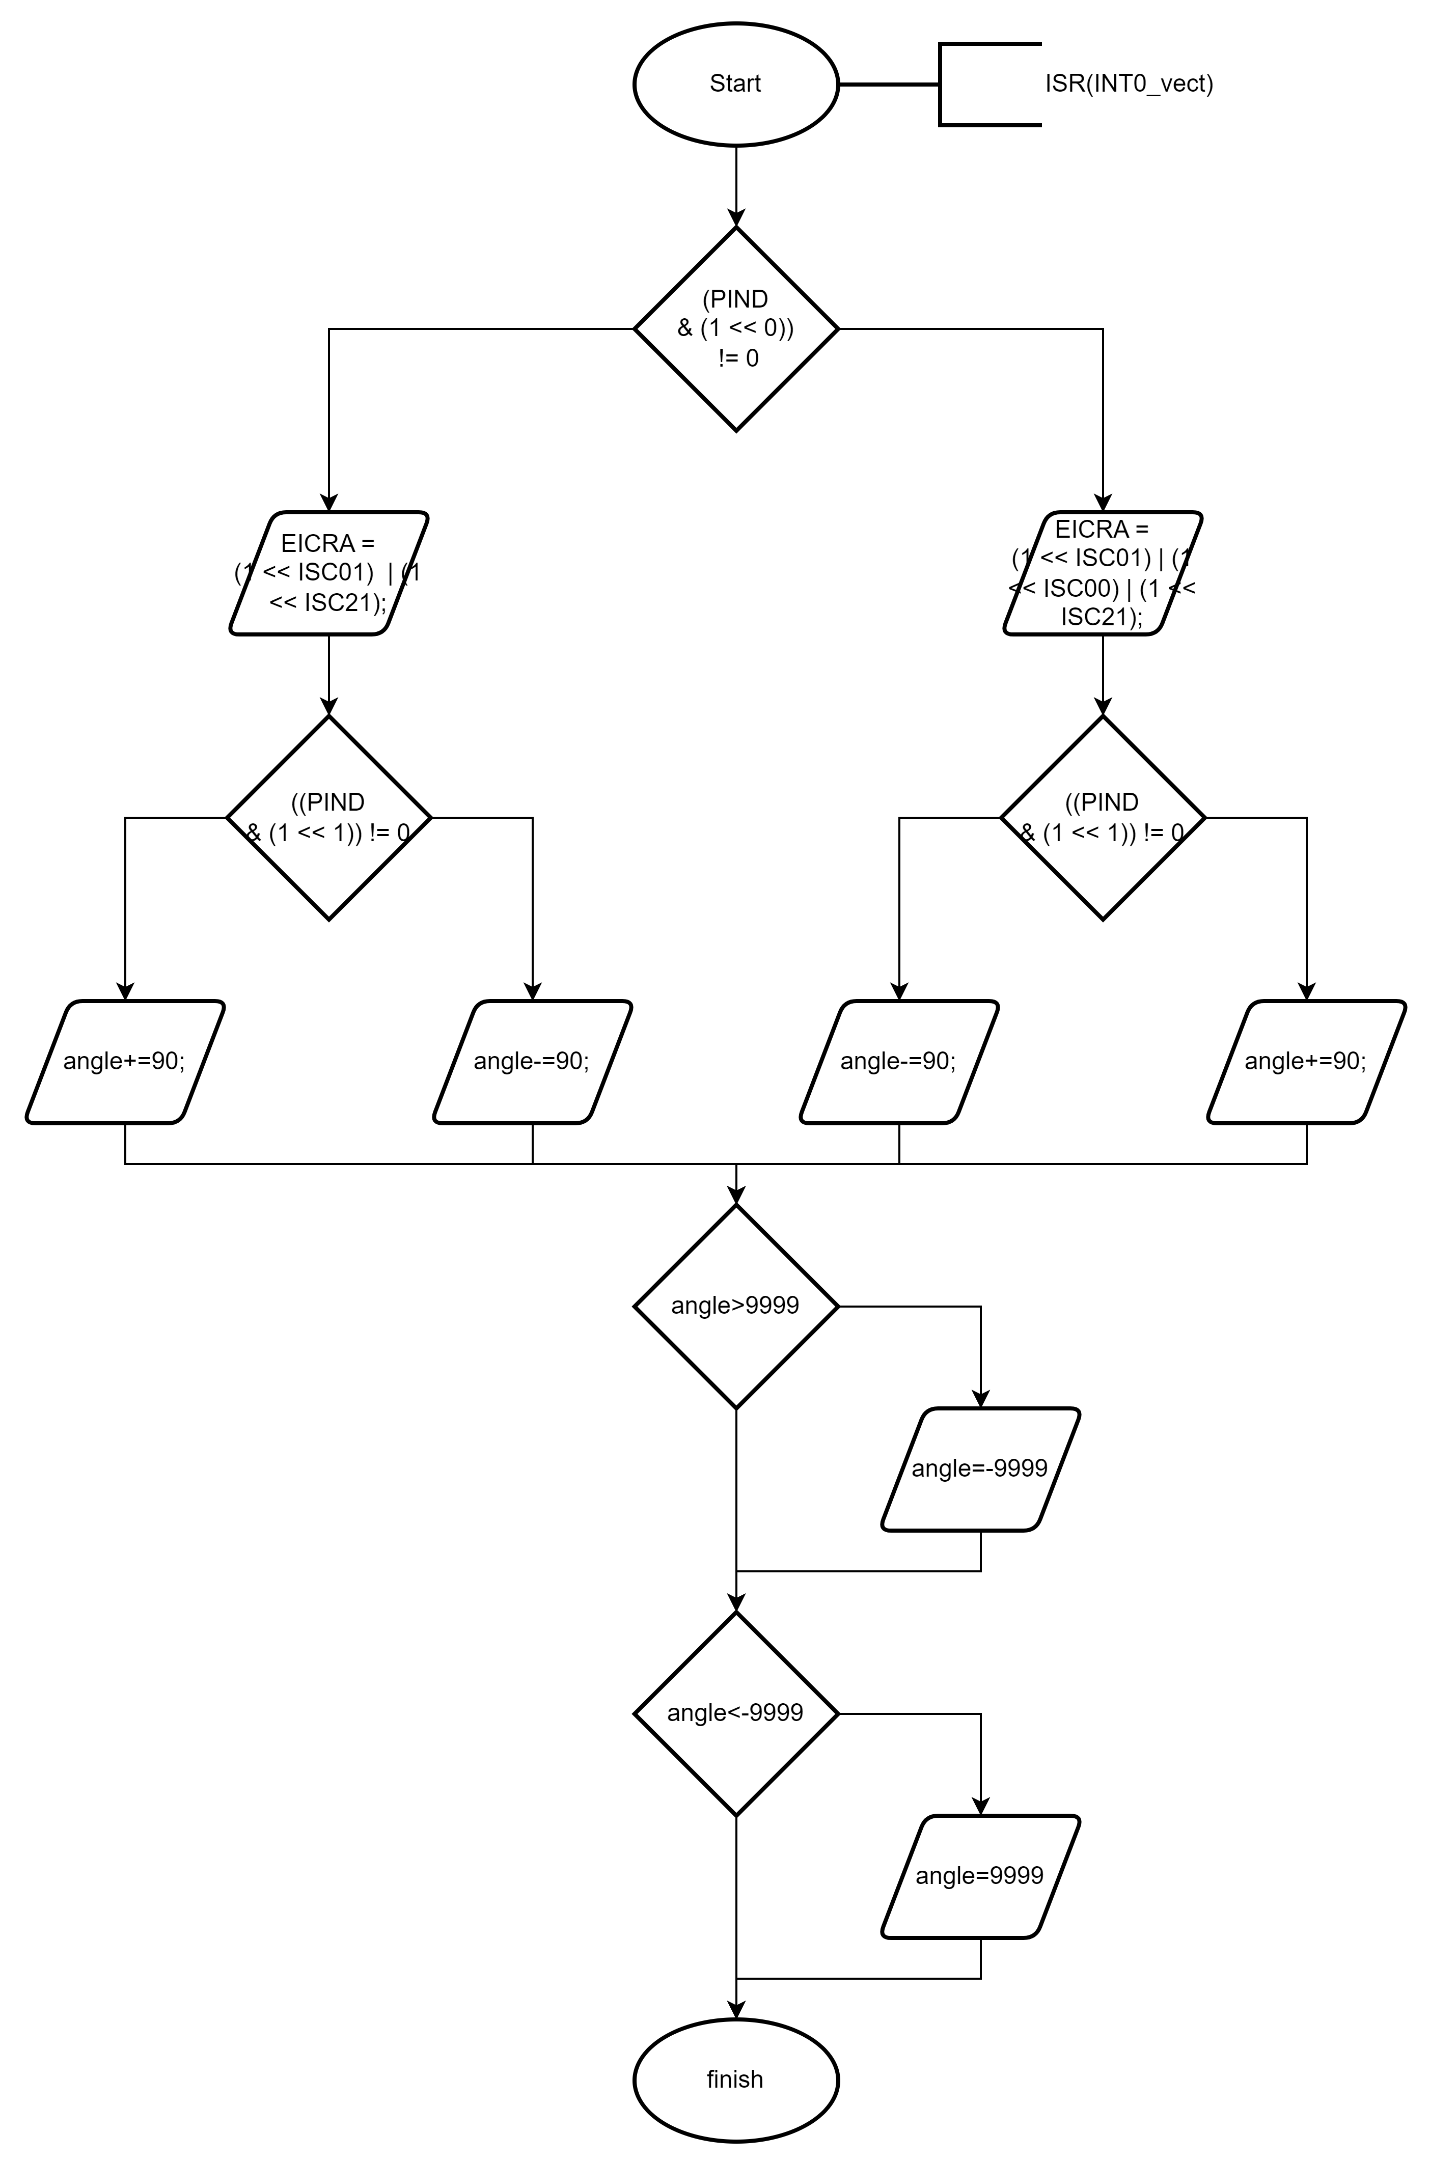 Start
ISR(INT0_vect)
(PIND
& (1 << 0))
!= 0
EICRA =
(1 << ISC01)  | (1
<< ISC21);
EICRA =
(1 << ISC01) | (1
<< ISC00) | (1 <<
ISC21);
((PIND
& (1 << 1)) != 0
((PIND
& (1 << 1)) != 0
angle+=90;
angle-=90;
angle-=90;
angle+=90;
angle>9999
angle=-9999
angle<-9999
angle=9999
finish